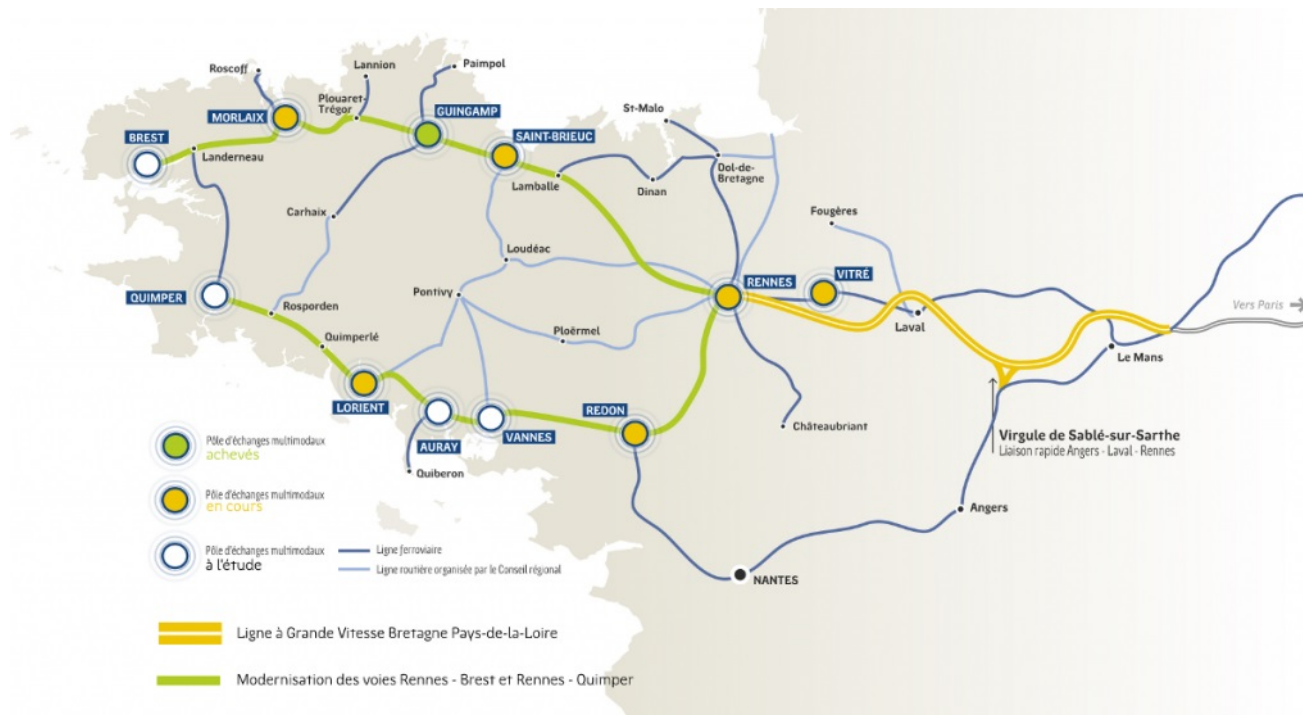 Roscoff
Lannion
Paimpol
Plouaret-
Trégor
MORLAIX
GUINGAMP
St-Malo
BREST
SAINT-BRIEUC
Landerneau
Lamballe
Dinan
Dol-de-
Bretagne
Carhaix
Fougères
Loudéac
QUIMPER
Pontivy
RENNES
VITRÉ
Rosporden
Vers Paris
Quimperlé
Ploërmel
Laval
Le Mans
LORIENT
REDON
AURAY
VANNES
Châteaubriant
Quiberon
Virgule de Sablé-sur-Sarthe
Liaison rapide Angers - Laval - Rennes
Angers
NANTES
Pôle d'échanges multimodaux
achevés
Pôle d'échanges multimodaux
en cours
Pôle d'échanges multimodaux
à l'étude
Ligne ferroviaire
Ligne routière organisée par le Conseil régional
Ligne à Grande Vitesse Bretagne Pays-de-la-Loire
Modernisation des voies Rennes - Brest et Rennes - Quimper